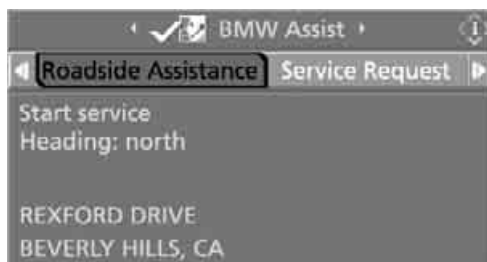 BMW Assist
Roadside Assistance Service Request
Start service
Heading: north
REXFORD DRIVE
BEVERLY HILLS, CA